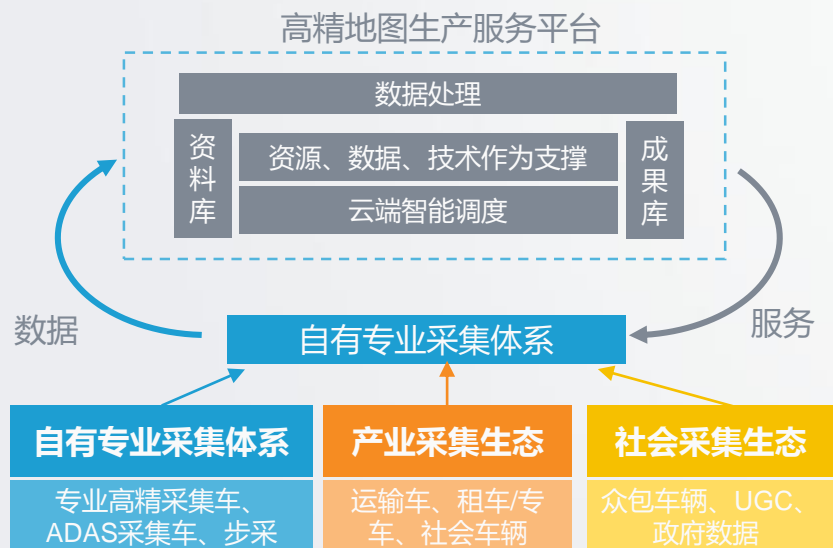 高精地图生产服务平台
数据处理
资料库
资源、数据、技术作为支撑
云端智能调度
成果库
数据
服务
自有专业采集体系
自有专业采集体系
产业采集生态
社会采集生态
专业高精采集车、
ADAS采集车、步采
运输车、租车/专
车、社会车辆
众包车辆、UGC、
政府数据